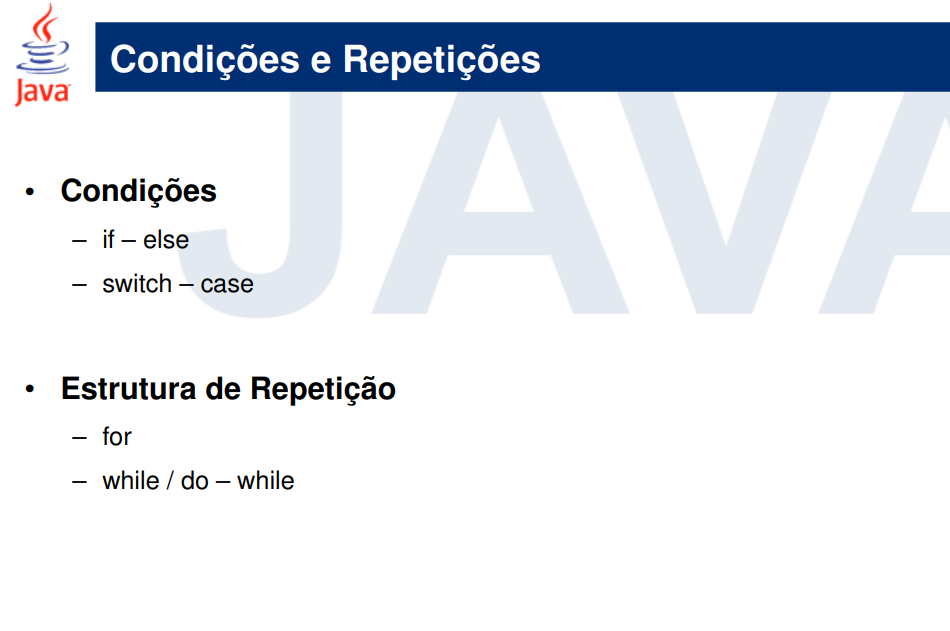 Condições e Repetições
Java
JAVA
• Condições
– if – else
– switch – case
• Estrutura de Repetição
– for
– while / do – while